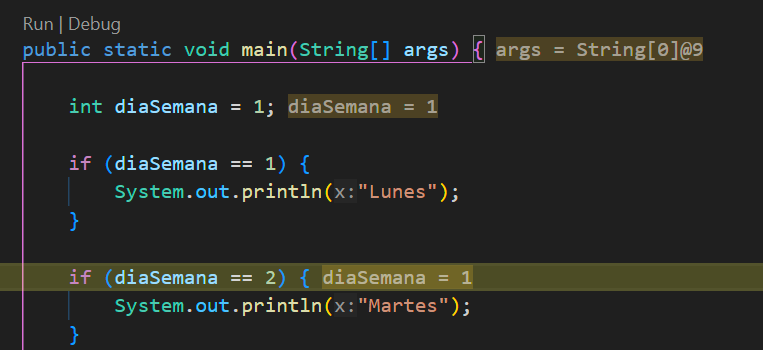 Run | Debug
public static void main(String[] args) { args = String[0]@9
int diaSemana = 1; diaSemana = 1
if (diaSemana == 1) {
System.out.println(x:"Lunes");
}
if (diaSemana == 2) { diaSemana = 1
System.out.println(x:"Martes");
}